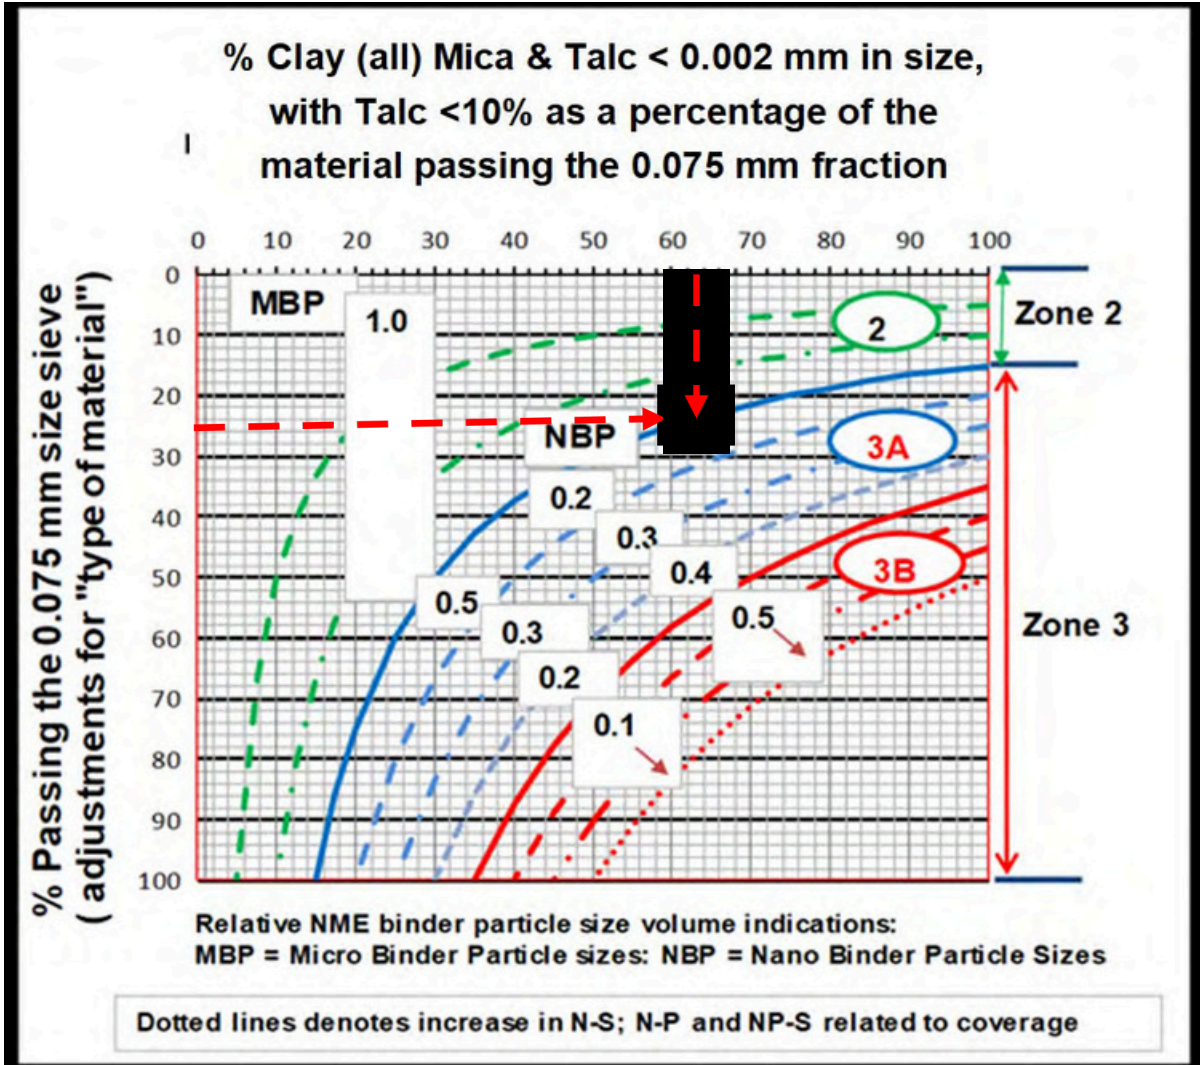 % Clay (all) Mica & Talc < 0.002 mm in size,
with Talc <10% as a percentage of the
material passing the 0.075 mm fraction
0 10 20 30 40 50 60 70 80 90 100
% Passing the 0.075 mm size sieve
( adjustments for "type of material")
0
10
20
30
40
50
60
70
80
90
100
MBP
1.0
NBP
0.2
0.3
0.4
0.5
0.5
0.3
0.2
0.1
2
3A
3B
Zone 2
Zone 3
Relative NME binder particle size volume indications:
MBP = Micro Binder Particle sizes: NBP = Nano Binder Particle Sizes
Dotted lines denotes increase in N-S; N-P and NP-S related to coverage